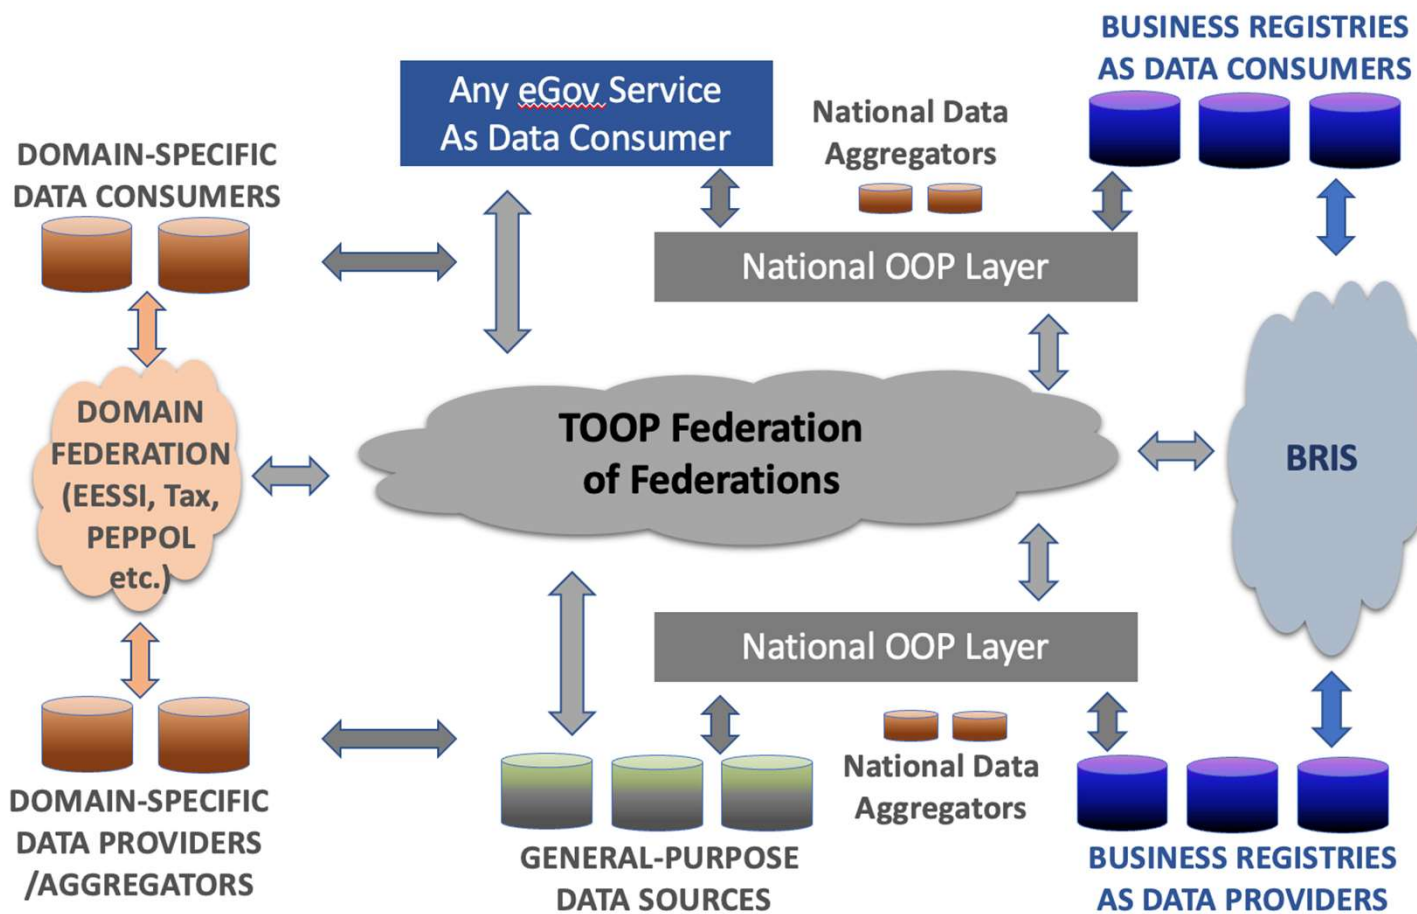 BUSINESS REGISTRIES
AS DATA CONSUMERS
Any eGov Service
As Data Consumer
National Data
Aggregators
DOMAIN-SPECIFIC
DATA CONSUMERS
National OOP Layer
DOMAIN
FEDERATION
(EESSI, Tax,
PEPPOL
etc.)
TOOP Federation
of Federations
BRIS
National OOP Layer
National Data
Aggregators
DOMAIN-SPECIFIC
DATA PROVIDERS
/AGGREGATORS
GENERAL-PURPOSE
DATA SOURCES
BUSINESS REGISTRIES
AS DATA PROVIDERS